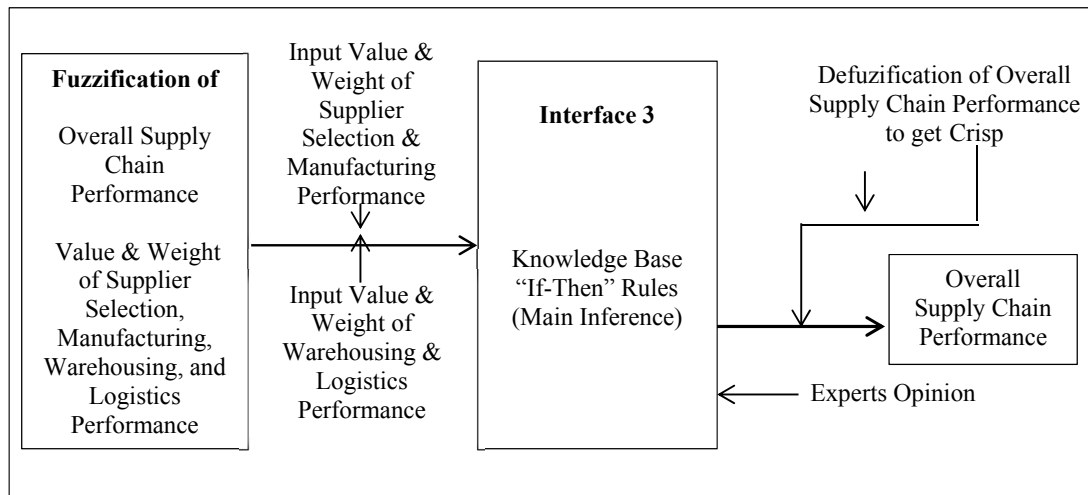 Fuzzification of
Overall Supply
Chain
Performance
Value & Weight
of Supplier
Selection,
Manufacturing,
Warehousing, and
Logistics
Performance
Input Value &
Weight of
Supplier
Selection &
Manufacturing
Performance
Input Value &
Weight of
Warehousing &
Logistics
Performance
Interface 3
Knowledge Base
“If-Then” Rules
(Main Inference)
Defuzification of Overall
Supply Chain Performance
to get Crisp
Overall
Supply Chain
Performance
Experts Opinion